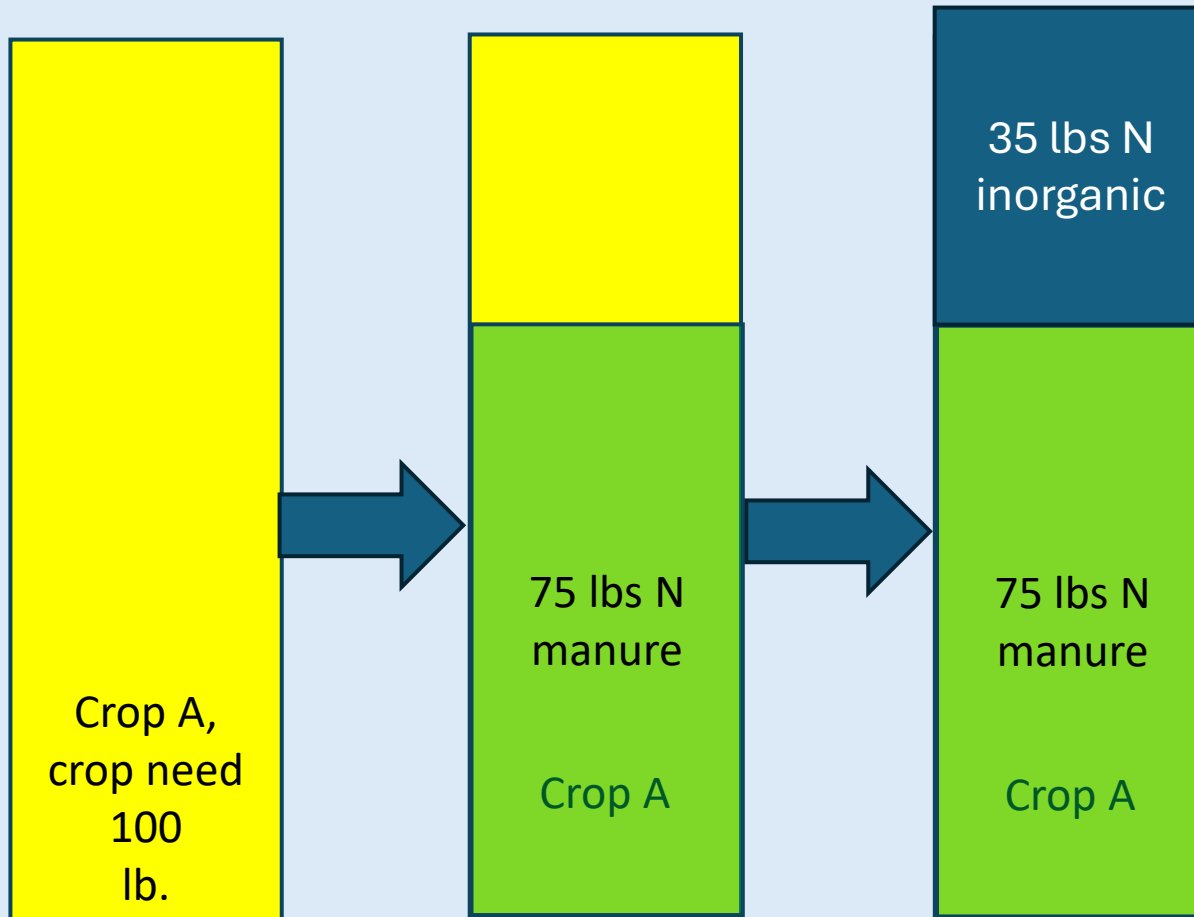 Crop A,
crop need
100
lb.
75 lbs N
manure
Crop A
35 lbs N
inorganic
75 lbs N
manure
Crop A